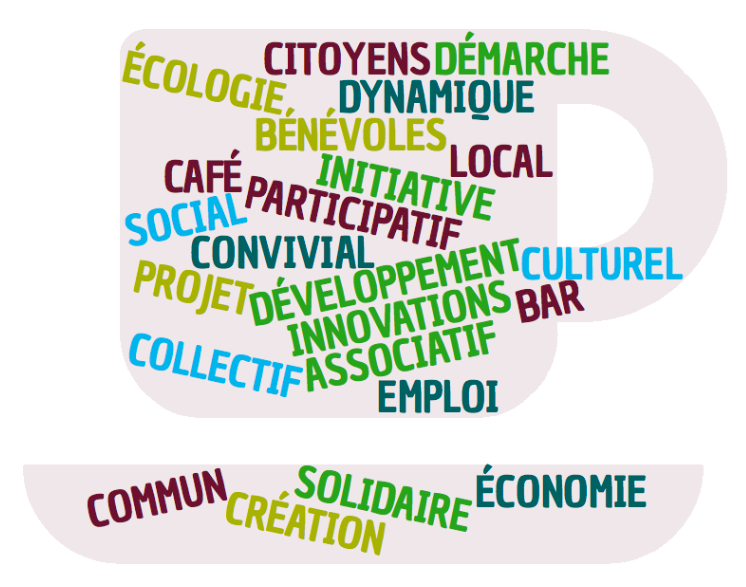 CITOYENS
DÉMARCHE
ÉCOLOGIE
DYNAMIQUE
BÉNÉVOLES
LOCAL
CAFÉ
INITIATIVE
PARTICIPATIF
SOCIAL
CONVIVIAL
CULTUREL
PROJET
DÉVELOPPEMENT
BAR
INNOVATIONS
COLLECTIF
ASSOCIATIF
EMPLOI
COMMUN
SOLIDAIRE
ÉCONOMIE
CRÉATION